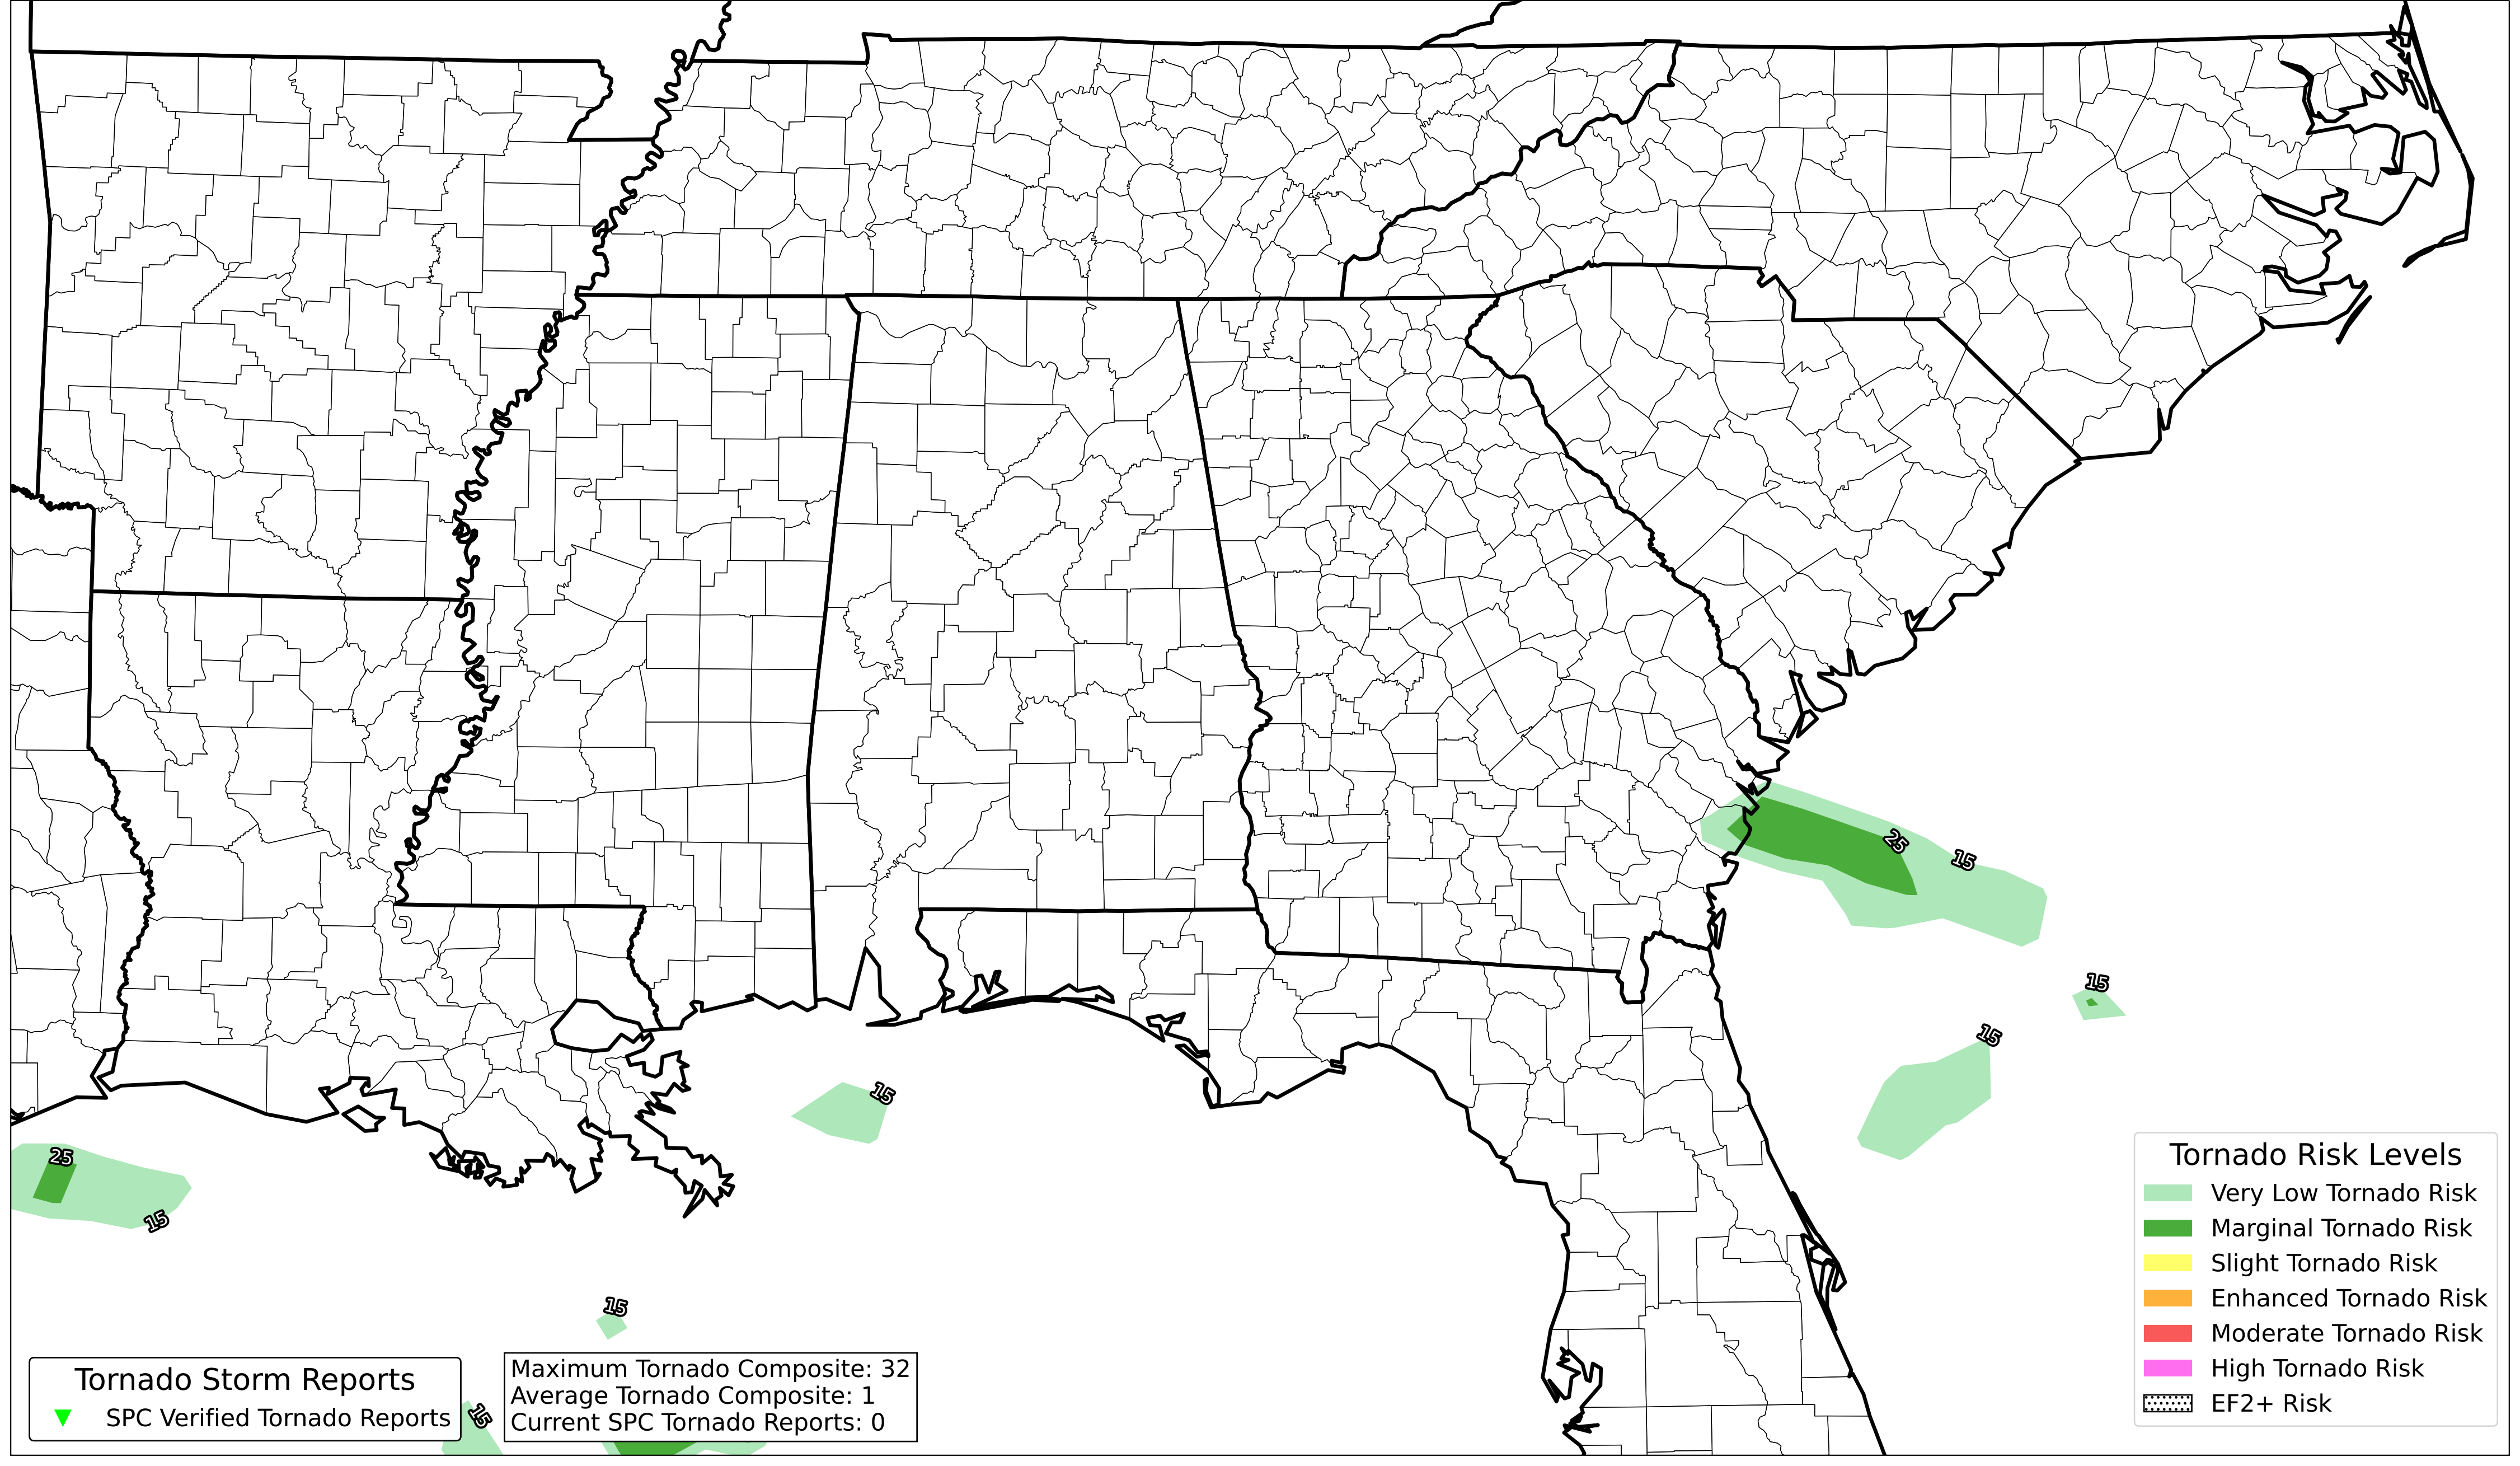 25
15
15
15
15
25
15
15
15
Tornado Storm Reports
SPC Verified Tornado Reports
Maximum Tornado Composite: 32
Average Tornado Composite: 1
Current SPC Tornado Reports: 0
Tornado Risk Levels
Very Low Tornado Risk
Marginal Tornado Risk
Slight Tornado Risk
Enhanced Tornado Risk
Moderate Tornado Risk
High Tornado Risk
EF2+ Risk